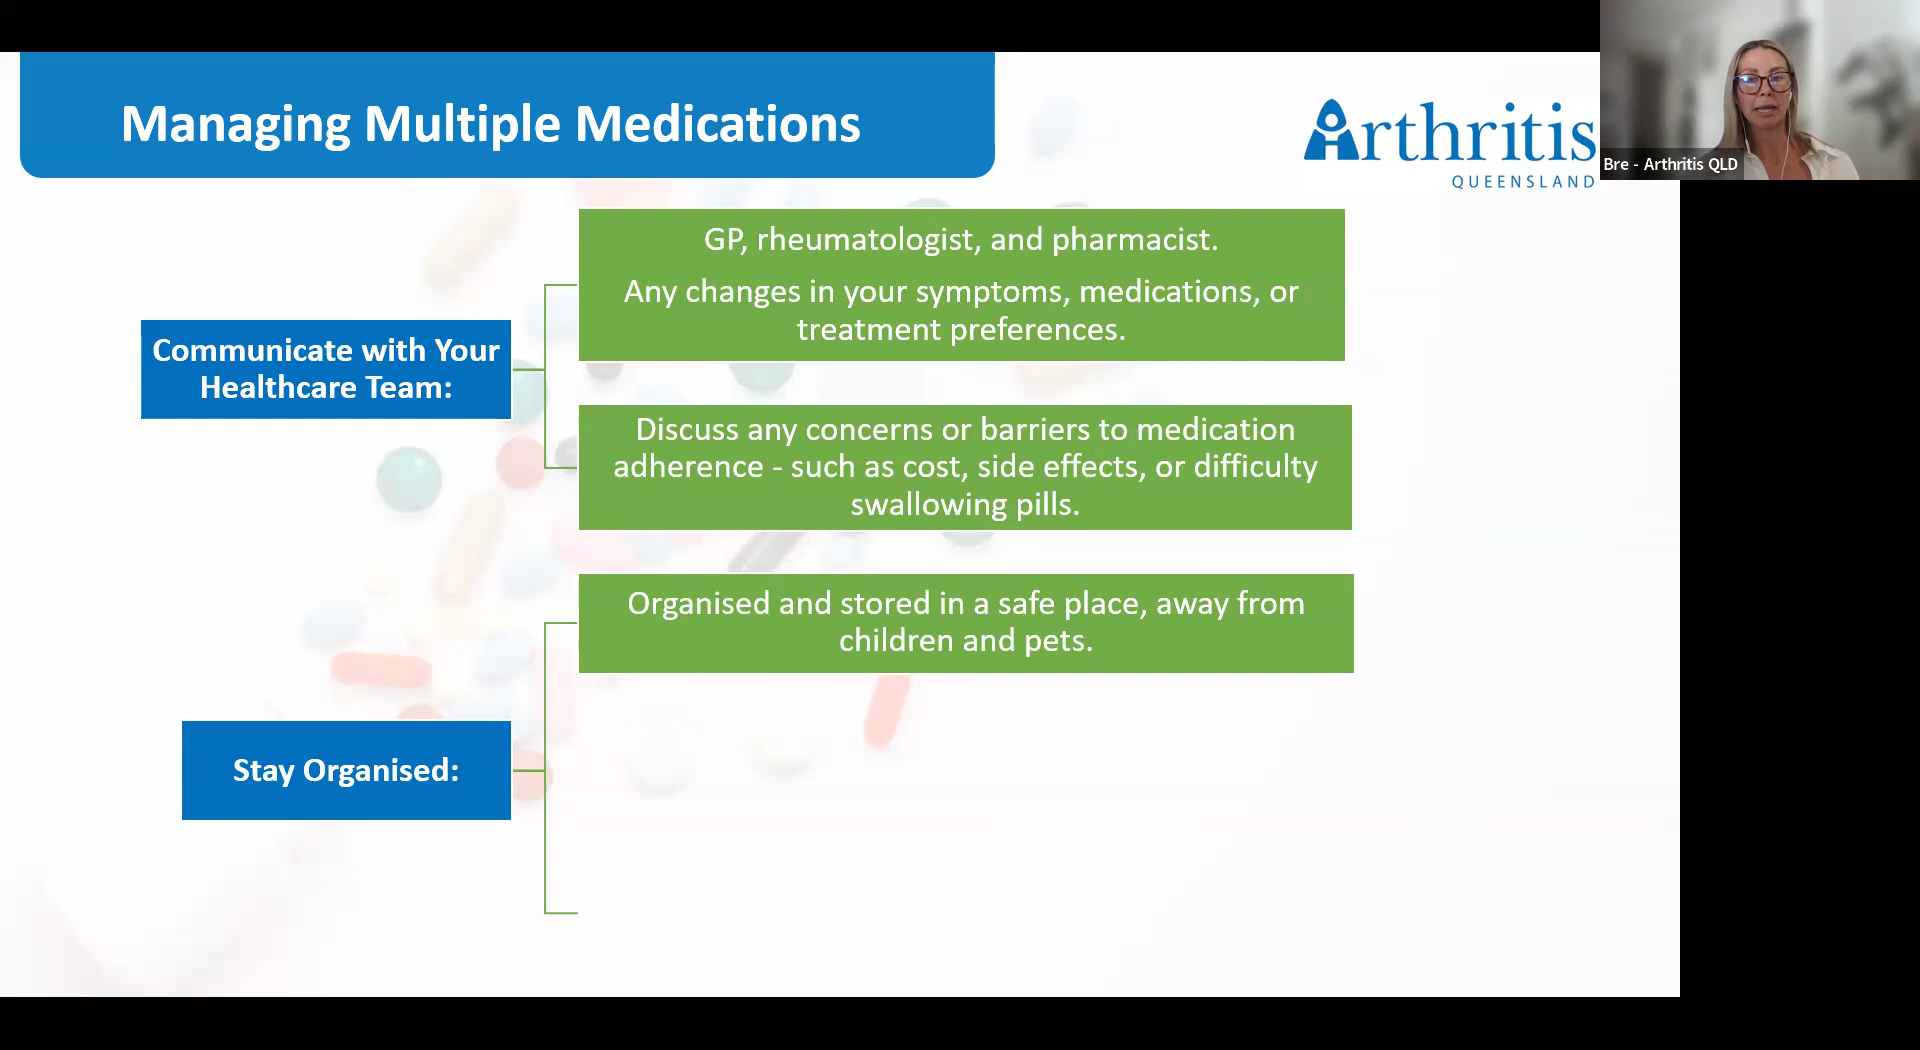 Managing Multiple Medications
Arthritis
QUEENSLAND
Bre - Arthritis QLD
Communicate with Your
Healthcare Team:
GP, rheumatologist, and pharmacist.
Any changes in your symptoms, medications, or
treatment preferences.
Discuss any concerns or barriers to medication
adherence - such as cost, side effects, or difficulty
swallowing pills.
Stay Organised:
Organised and stored in a safe place, away from
children and pets.